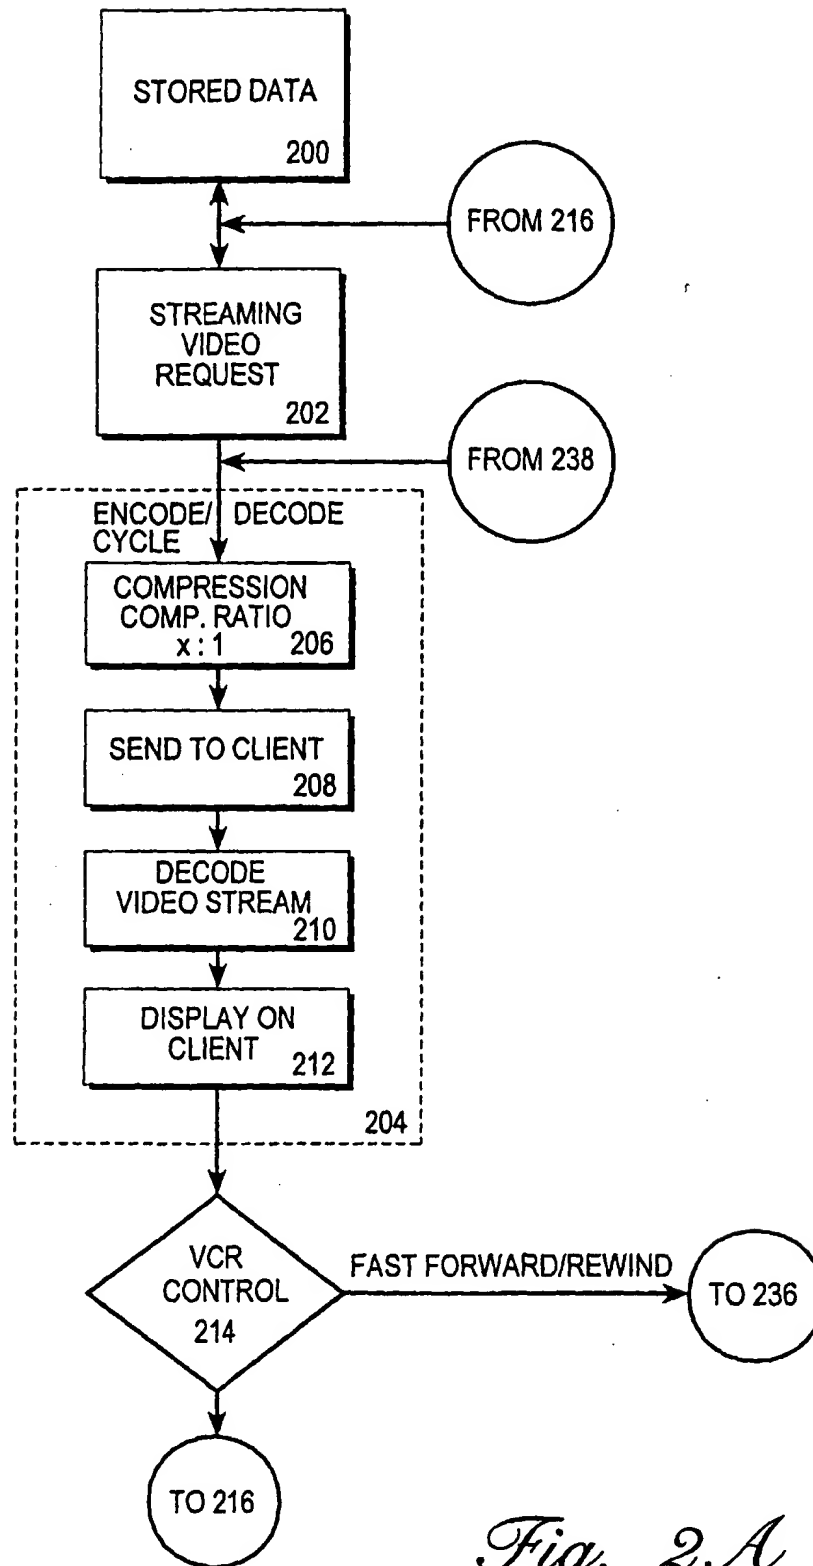 STORED DATA
200
FROM 216
STREAMING
VIDEO
REQUEST
202
FROM 238
ENCODE/ DECODE
CYCLE
COMPRESSION
COMP. RATIO
x : 1 206
SEND TO CLIENT
208
DECODE
VIDEO STREAM
210
DISPLAY ON
CLIENT 212
204
VCR
CONTROL
214
FAST FORWARD/REWIND
TO 236
TO 216
Fig. 2.A